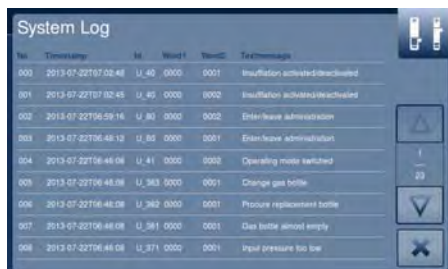 System Log
No Timestamp Id Word1 Word2 Textmessage
000 2013-07-22T07:02:48 U_40 0000 0001 Insufflation activated/deactivated
001 2013-07-22T07:02:45 U_40 0000 0002 Insufflation activated/deactivated
002 2013-07-22T06:59:16 U_80 0000 0002 Enter/leave administration
003 2013-07-22T06:48:12 U_80 0000 0001 Enter/leave administration
004 2013-07-22T06:46:08 U_41 0000 0002 Operating mode switched
005 2013-07-22T06:46:08 U_363 0000 0001 Change gas bottle
006 2013-07-22T06:46:08 U_362 0000 0001 Procure replacement bottle
007 2013-07-22T06:46:08 U_361 0000 0001 Gas bottle almost empty
008 2013-07-22T06:46:08 U_371 0000 0001 Input pressure too low
1
23